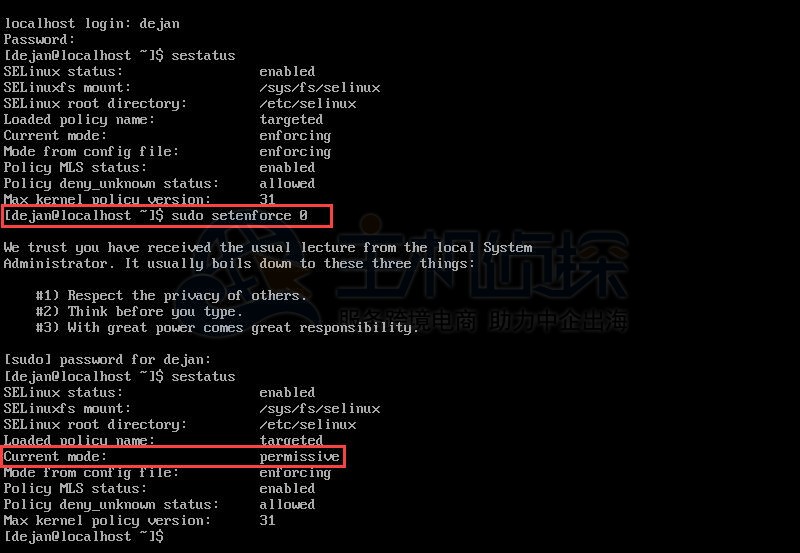 localhost login: dejan
Password:
[dejan@localhost ~]$ sestatus
SELinux status:                 enabled
SELinuxfs mount:                /sys/fs/selinux
SELinux root directory:         /etc/selinux
Loaded policy name:             targeted
Current mode:                   enforcing
Mode from config file:          enforcing
Policy MLS status:              enabled
Policy deny_unknown status:     allowed
Max kernel policy version:      31
[dejan@localhost ~]$ sudo setenforce 0
We trust you have received the usual lecture from the local System
Administrator. It usually boils down to these three things:
#1) Respect the privacy of others.
#2) Think before you type.
#3) With great power comes great responsibility.
主机侦探
服务跨境电商 助力中企出海
[sudo] password for dejan:
[dejan@localhost ~]$ sestatus
SELinux status:                 enabled
SELinuxfs mount:                /sys/fs/selinux
SELinux root directory:         /etc/selinux
Loaded policy name:             targeted
Current mode:                   permissive
Mode from config file:          enforcing
Policy MLS status:              enabled
Policy deny_unknown status:     allowed
Max kernel policy version:      31
[dejan@localhost ~]$